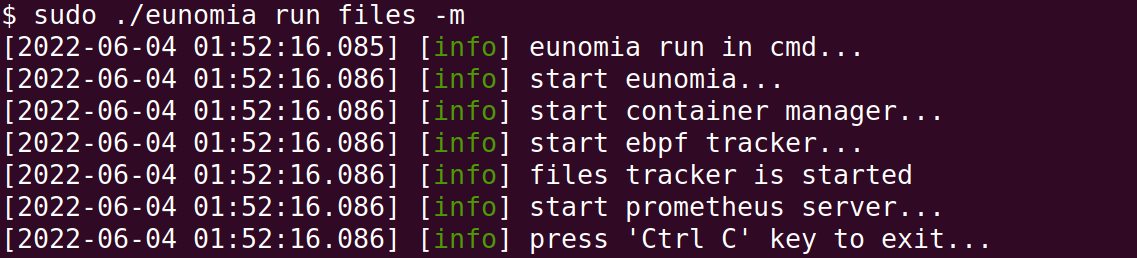 $ sudo ./eunomia run files -m
[2022-06-04 01:52:16.085] [info] eunomia run in cmd...
[2022-06-04 01:52:16.086] [info] start eunomia...
[2022-06-04 01:52:16.086] [info] start container manager...
[2022-06-04 01:52:16.086] [info] start ebpf tracker...
[2022-06-04 01:52:16.086] [info] files tracker is started
[2022-06-04 01:52:16.086] [info] start prometheus server...
[2022-06-04 01:52:16.086] [info] press 'Ctrl C' key to exit...